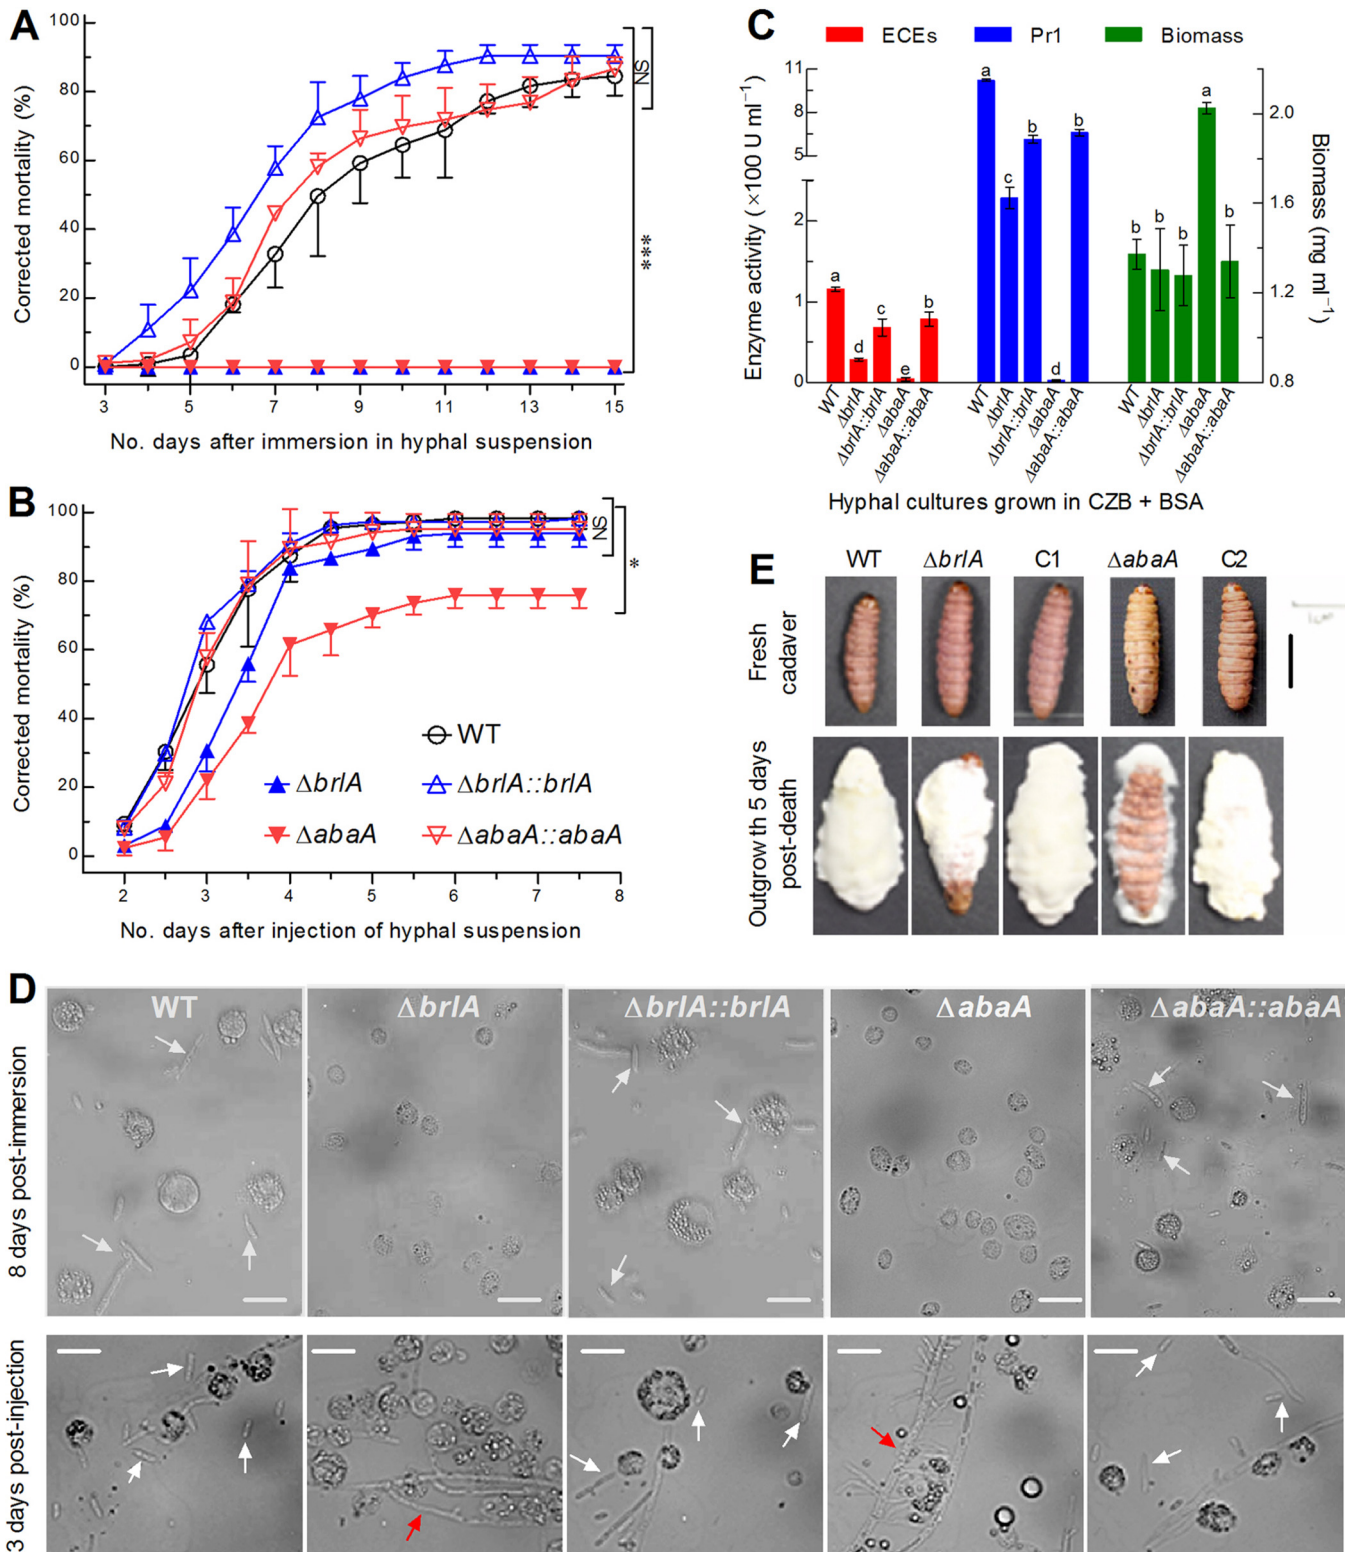 A
Corrected mortality (%)
100
80
60
40
20
0
3 5 7 9 11 13 15
No. days after immersion in hyphal suspension
NS
***
B
Corrected mortality (%)
100
80
60
40
20
0
2 3 4 5 6 7 8
No. days after injection of hyphal suspension
NS
*
WT
ΔbrlA
ΔbrlA::brlA
ΔabaA
ΔabaA::abaA
C
ECEs Pr1 Biomass
Enzyme activity (×100 U ml⁻¹)
11
8
5
2
1
0
a d c e b
a c b d b
b b b a b
2.0
1.6
1.2
0.8
Biomass (mg ml⁻¹)
WT ΔbrlA ΔbrlA::brlA ΔabaA ΔabaA::abaA
WT ΔbrlA ΔbrlA::brlA ΔabaA ΔabaA::abaA
WT ΔbrlA ΔbrlA::brlA ΔabaA ΔabaA::abaA
Hyphal cultures grown in CZB + BSA
E
WT ΔbrlA C1 ΔabaA C2
Fresh
cadaver
Outgrowth 5 days
post-death
D
WT ΔbrlA ΔbrlA::brlA ΔabaA ΔabaA::abaA
8 days post-immersion
3 days post-injection